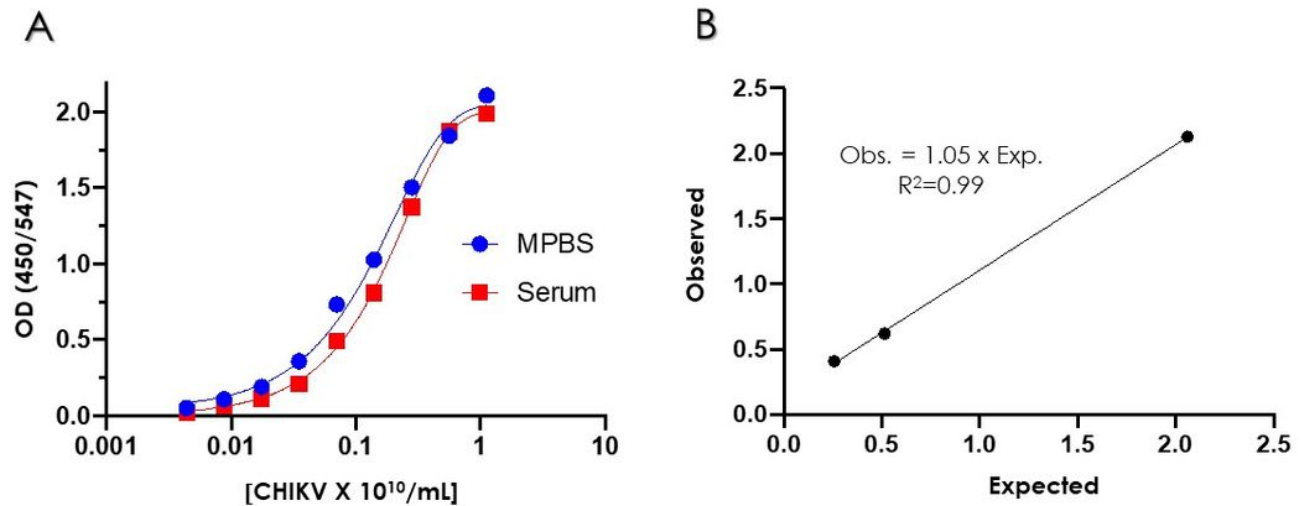 A
2.0
1.5
1.0
0.5
0.0
OD (450/547)
MPBS
Serum
0.001
0.01
0.1
1
10
[CHIKV X 10¹⁰/mL]
B
2.5
2.0
1.5
1.0
0.5
0.0
Observed
Obs. = 1.05 x Exp.
R²=0.99
0.0
0.5
1.0
1.5
2.0
2.5
Expected